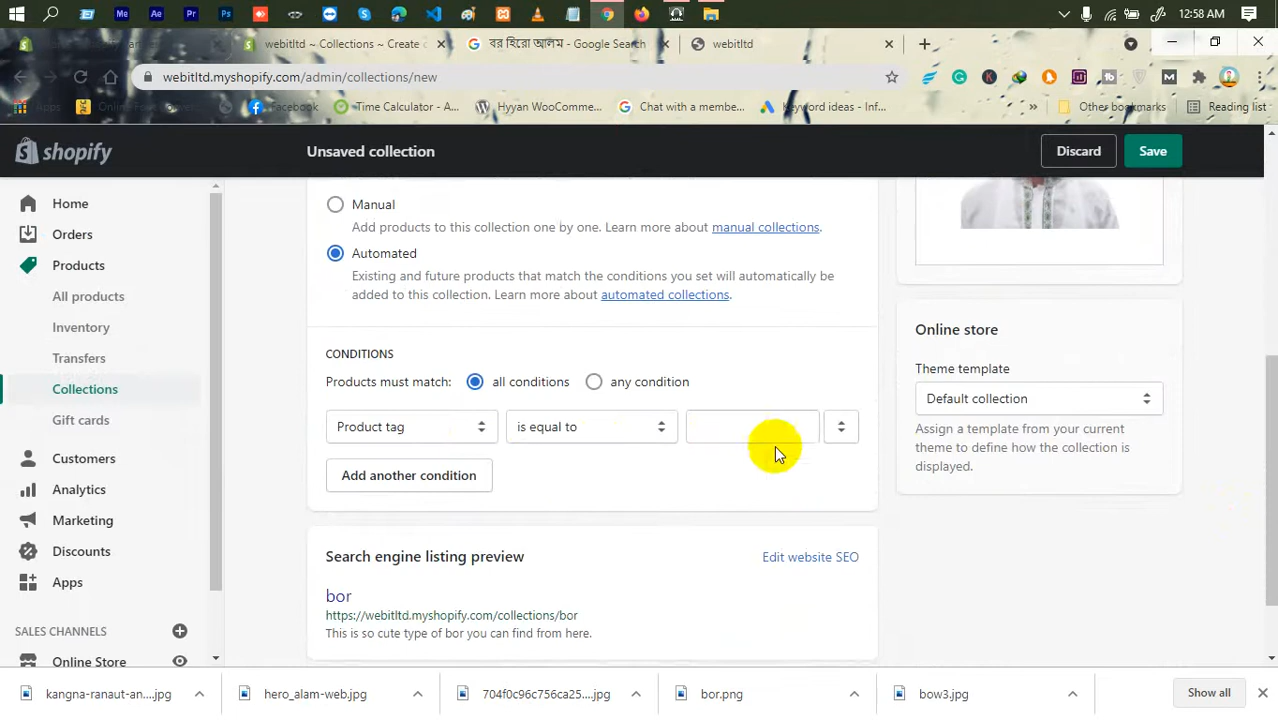 12:58 AM
webitltd ~ Collections ~ Create c
বর হিরো আলম - Google Search
webitltd
webitltd.myshopify.com/admin/collections/new
Apps
Facebook
Time Calculator - A...
Hyyan WooComme...
Chat with a membe...
Keyword ideas - Inf...
Other bookmarks
Reading list
shopify
Unsaved collection
Discard
Save
Home
Orders
Products
All products
Inventory
Transfers
Collections
Gift cards
Customers
Analytics
Marketing
Discounts
Apps
SALES CHANNELS
Online Store
Manual
Add products to this collection one by one. Learn more about manual collections.
Automated
Existing and future products that match the conditions you set will automatically be
added to this collection. Learn more about automated collections.
CONDITIONS
Products must match: all conditions any condition
Product tag is equal to
Add another condition
Search engine listing preview
Edit website SEO
bor
https://webitltd.myshopify.com/collections/bor
This is so cute type of bor you can find from here.
Online store
Theme template
Default collection
Assign a template from your current
theme to define how the collection is
displayed.
kangna-ranaut-an....jpg
hero_alam-web.jpg
704f0c96c756ca25....jpg
bor.png
bow3.jpg
Show all